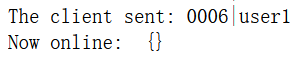 The client sent: 0006|user1
Now online:  {}